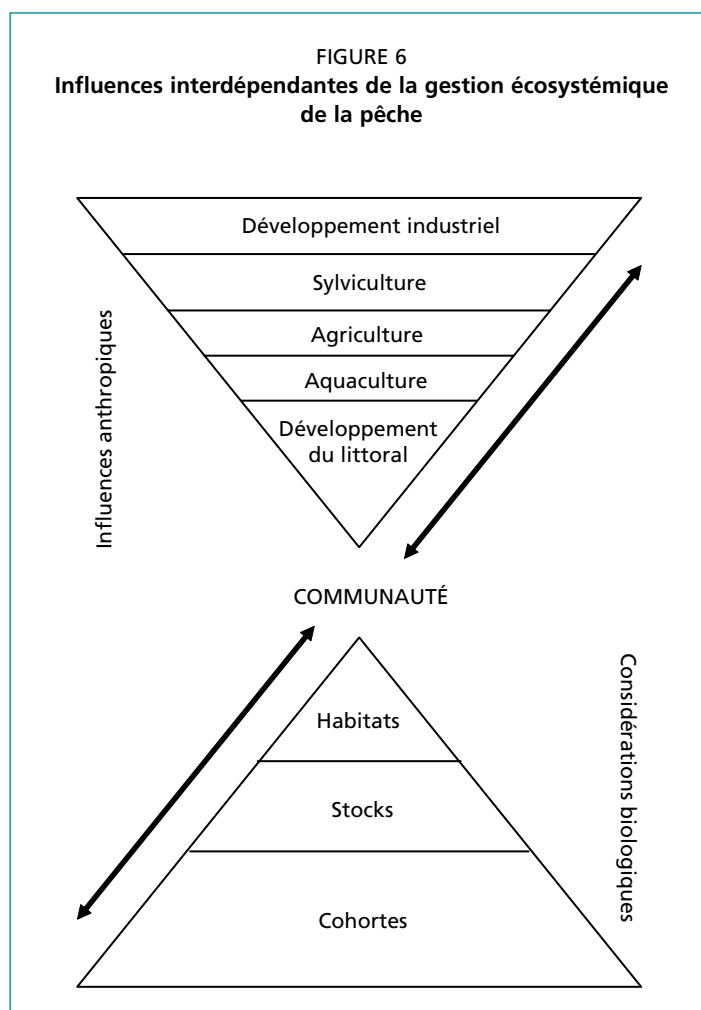 FIGURE 6
Influences interdépendantes de la gestion écosystémique
de la pêche
Développement industriel
Sylviculture
Agriculture
Aquaculture
Développement
du littoral
Influences anthropiques
COMMUNAUTÉ
Habitats
Stocks
Cohortes
Considérations biologiques